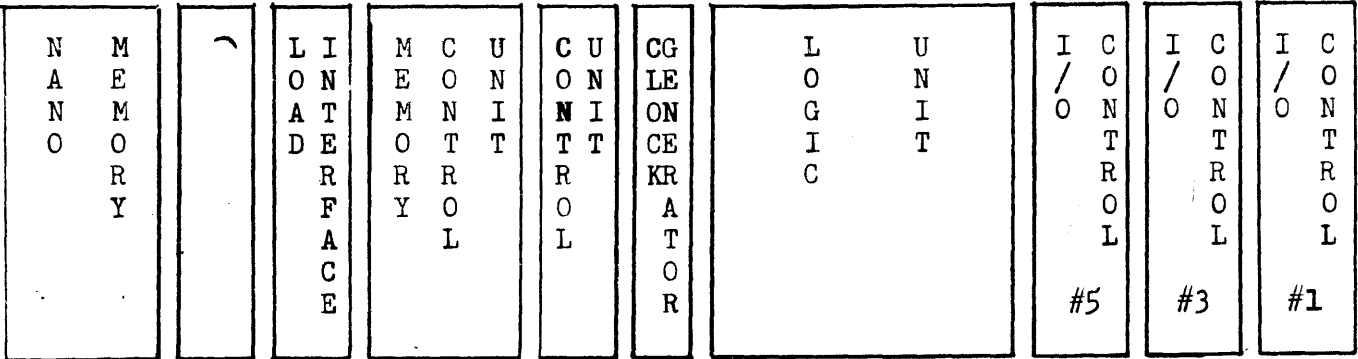 NANO MEMORY
LOAD INTERFACE
MEMORY CONTROL UNIT
CONTROL UNIT
CLOCK GENERATOR
LOGIC UNIT
I/O CONTROL #5
I/O CONTROL #3
I/O CONTROL #1